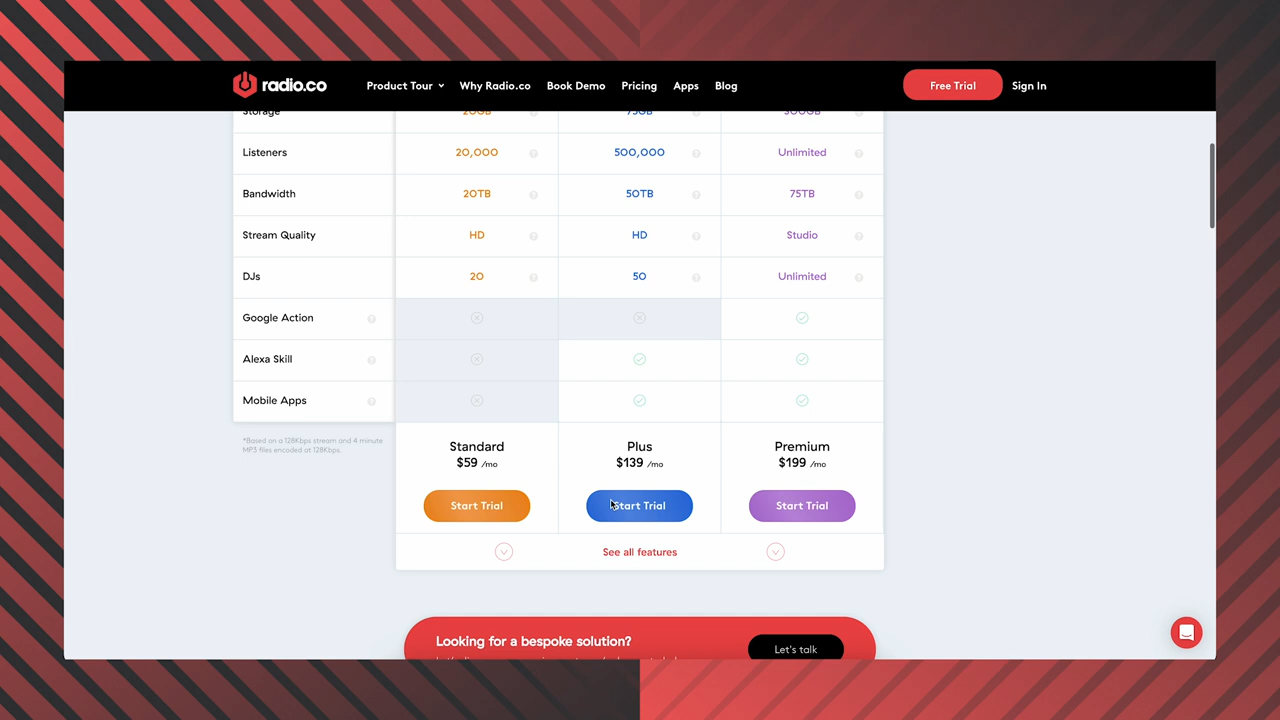 radio.co
Product Tour
Why Radio.co
Book Demo
Pricing
Apps
Blog
Free Trial
Sign In
Storage 20GB 75GB 300GB
Listeners 20,000 500,000 Unlimited
Bandwidth 20TB 50TB 75TB
Stream Quality HD HD Studio
DJs 20 50 Unlimited
Google Action
Alexa Skill
Mobile Apps
*Based on a 128Kbps stream and 4 minute
MP3 files encoded at 128Kbps.
Standard Plus Premium
$59 /mo $139 /mo $199 /mo
Start Trial Start Trial Start Trial
See all features
Looking for a bespoke solution?
Let's talk